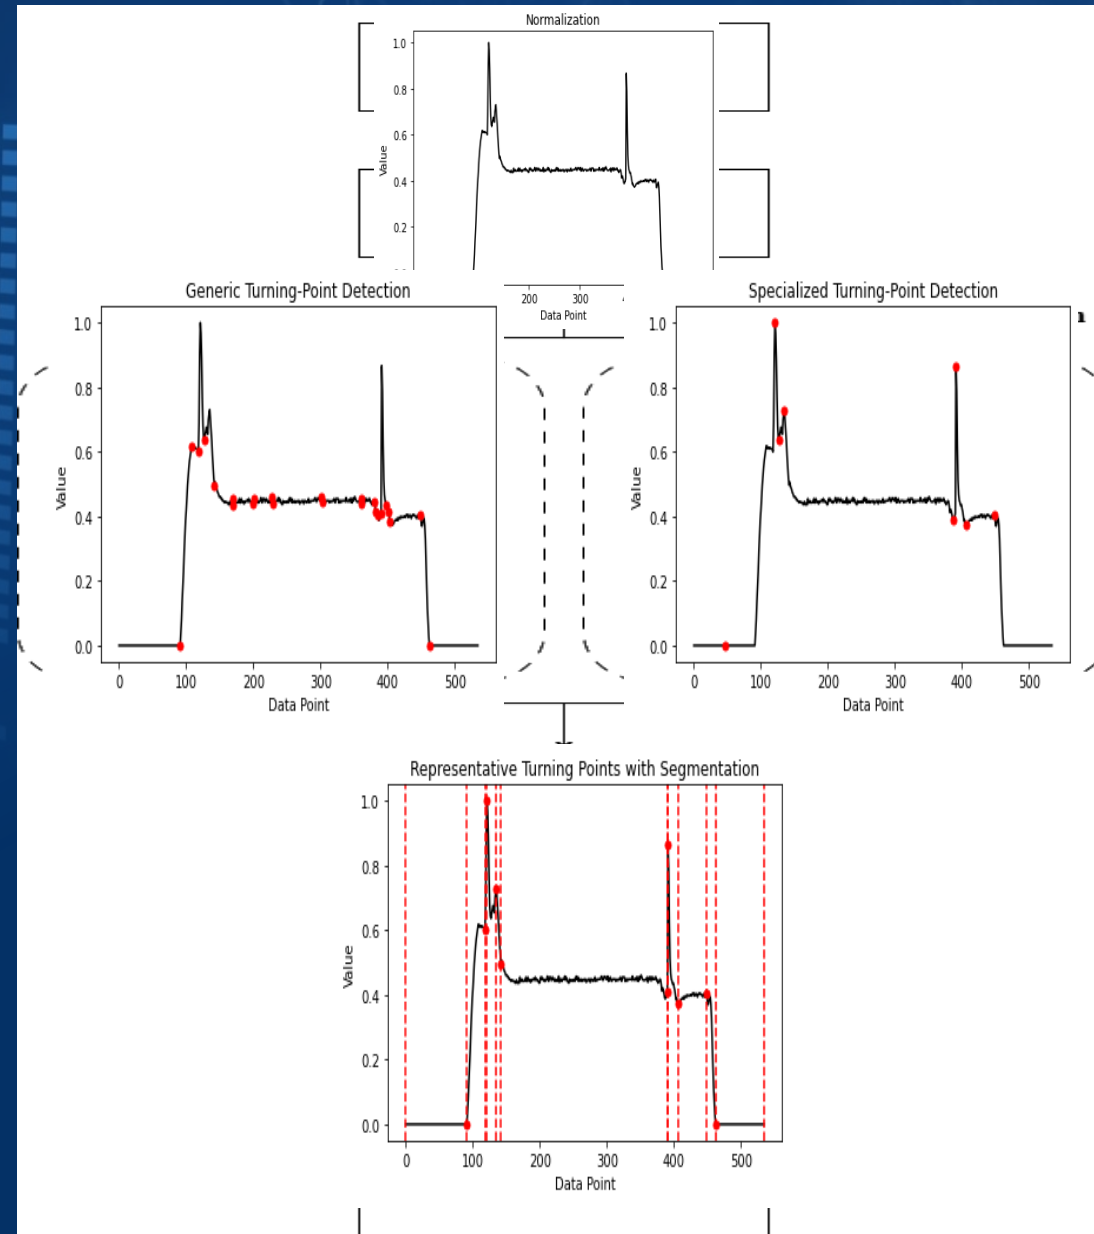 Normalization
1.0
0.8
0.6
0.4
0.2
Value
200 300
Data Point
Generic Turning-Point Detection
1.0
0.8
0.6
0.4
0.2
0.0
Value
0 100 200 300 400 500
Data Point
Specialized Turning-Point Detection
1.0
0.8
0.6
0.4
0.2
0.0
Value
0 100 200 300 400 500
Data Point
Representative Turning Points with Segmentation
1.0
0.8
0.6
0.4
0.2
0.0
Value
0 100 200 300 400 500
Data Point